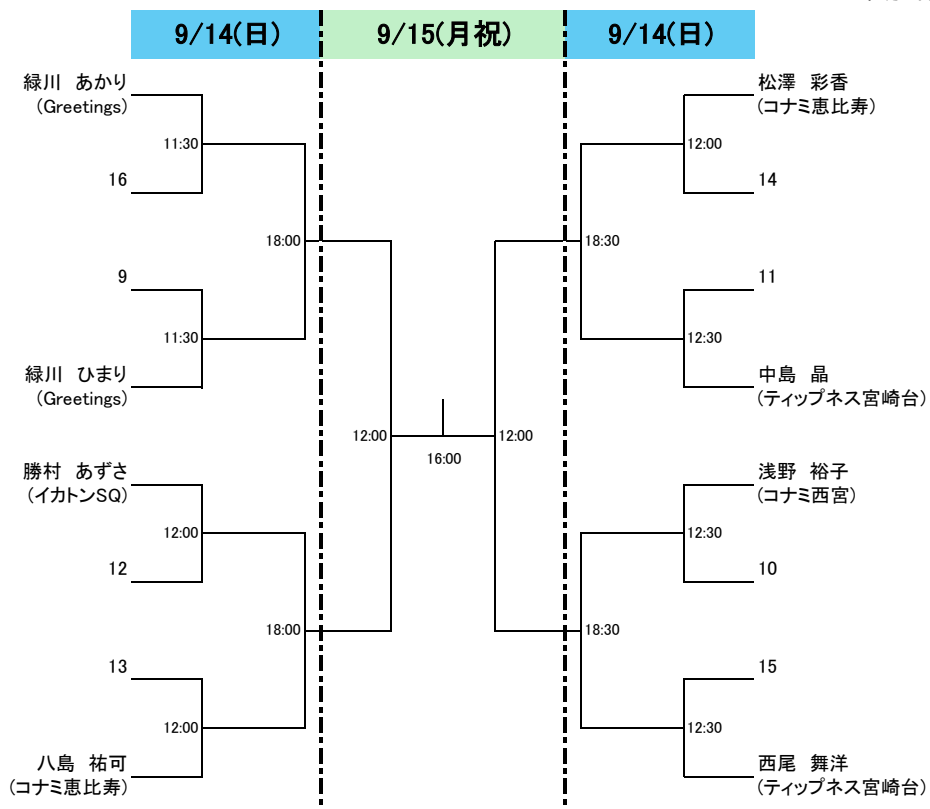 9/14(日)
9/15(月祝)
9/14(日)
緑川 あかり
(Greetings)
11:30
16
18:00
9
11:30
緑川 ひまり
(Greetings)
勝村 あずさ
(イカトンSQ)
12:00
12
18:00
13
12:00
八島 祐可
(コナミ恵比寿)
12:00
16:00
12:00
松澤 彩香
(コナミ恵比寿)
12:00
14
18:30
11
12:30
中島 晶
(ティップネス宮崎台)
浅野 裕子
(コナミ西宮)
12:30
10
18:30
15
12:30
西尾 舞洋
(ティップネス宮崎台)